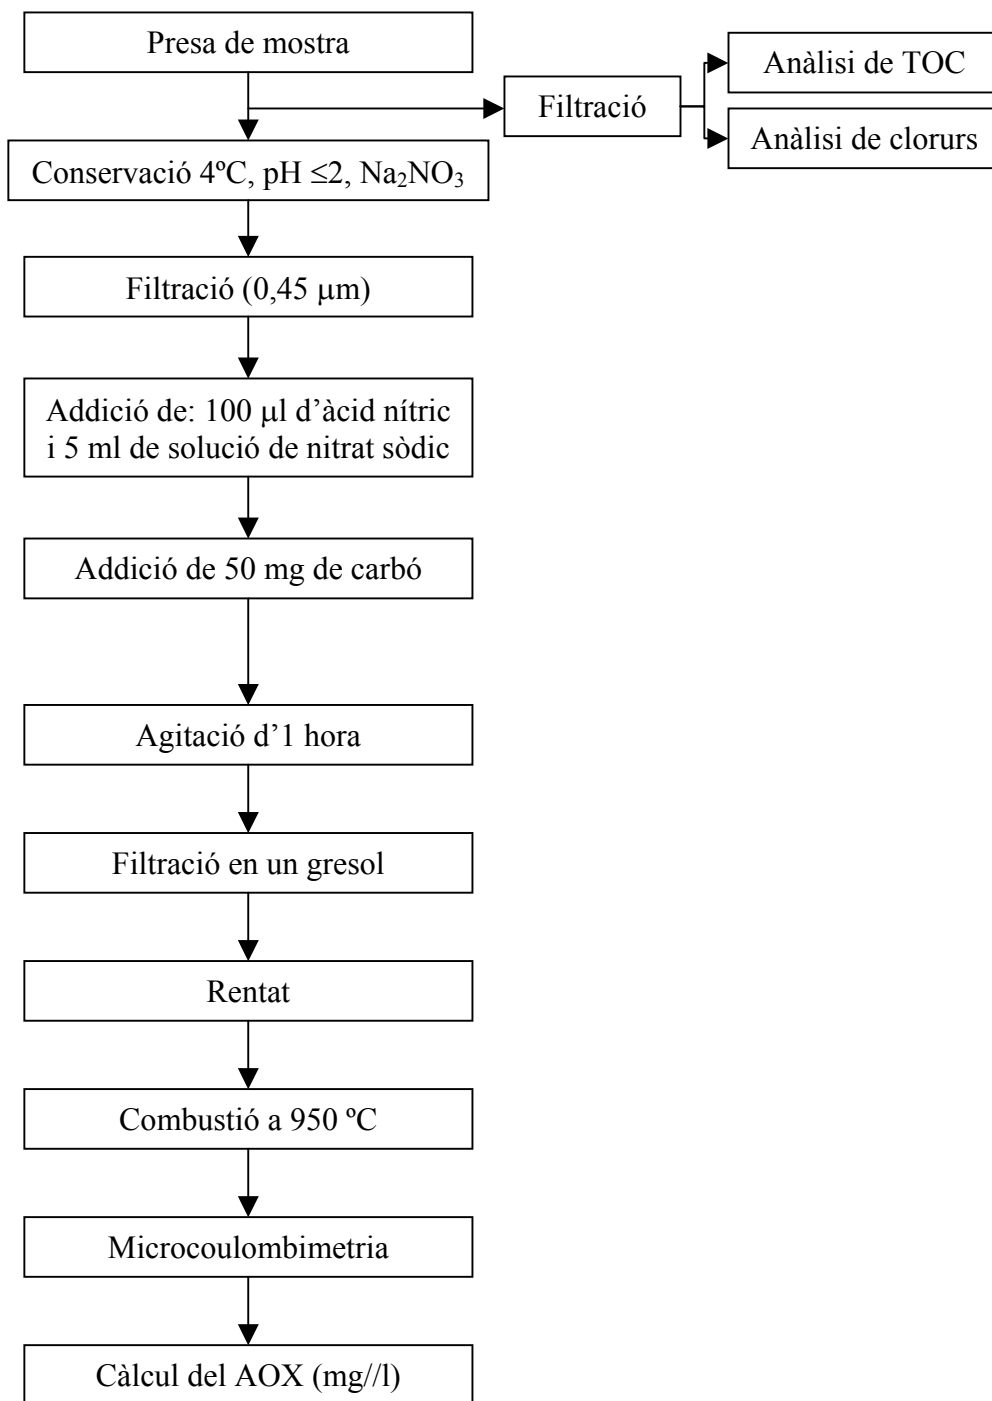 Presa de mostra
Filtració
Anàlisi de TOC
Anàlisi de clorurs
Conservació 4ºC, pH ≤2, Na₂NO₃
Filtració (0,45 μm)
Addició de: 100 μl d’àcid nítric
i 5 ml de solució de nitrat sòdic
Addició de 50 mg de carbó
Agitació d’1 hora
Filtració en un gresol
Rentat
Combustió a 950 ºC
Microcoulombimetria
Càlcul del AOX (mg//l)